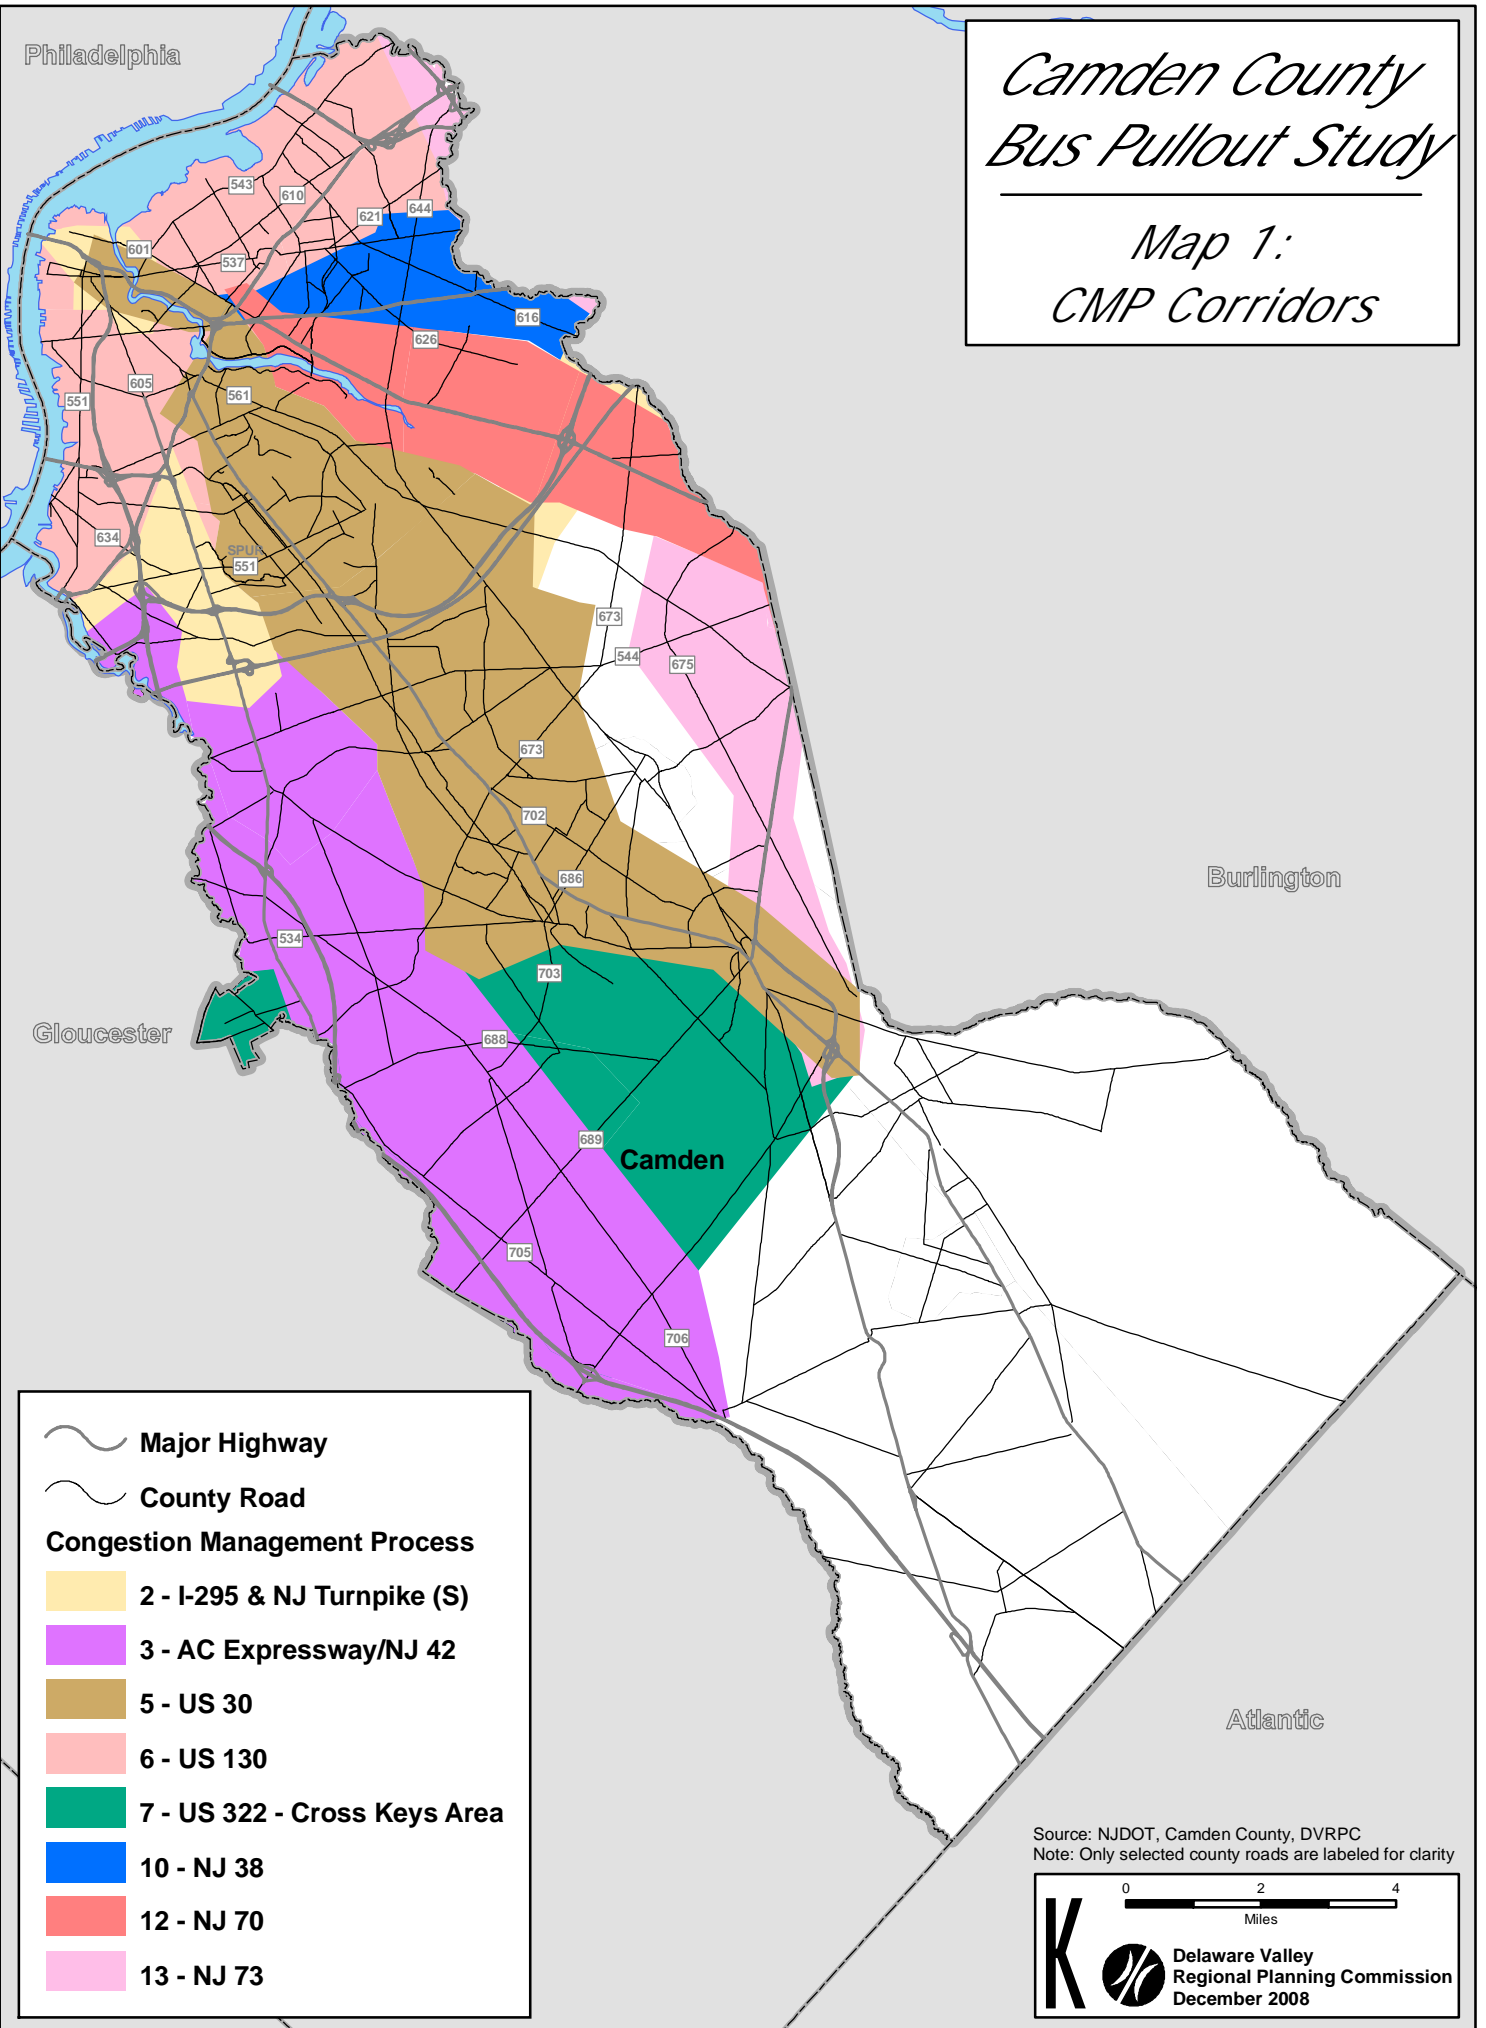 Camden County
Bus Pullout Study
Map 1:
CMP Corridors
Philadelphia
543
610
621
644
601
537
616
626
605
551
561
634
SPUR
551
673
544
675
673
702
686
534
703
Burlington
Gloucester
688
689
Camden
705
706
Atlantic
Major Highway
County Road
Congestion Management Process
2 - I-295 & NJ Turnpike (S)
3 - AC Expressway/NJ 42
5 - US 30
6 - US 130
7 - US 322 - Cross Keys Area
10 - NJ 38
12 - NJ 70
13 - NJ 73
Source: NJDOT, Camden County, DVRPC
Note: Only selected county roads are labeled for clarity
0 2 4
Miles
Delaware Valley
Regional Planning Commission
December 2008